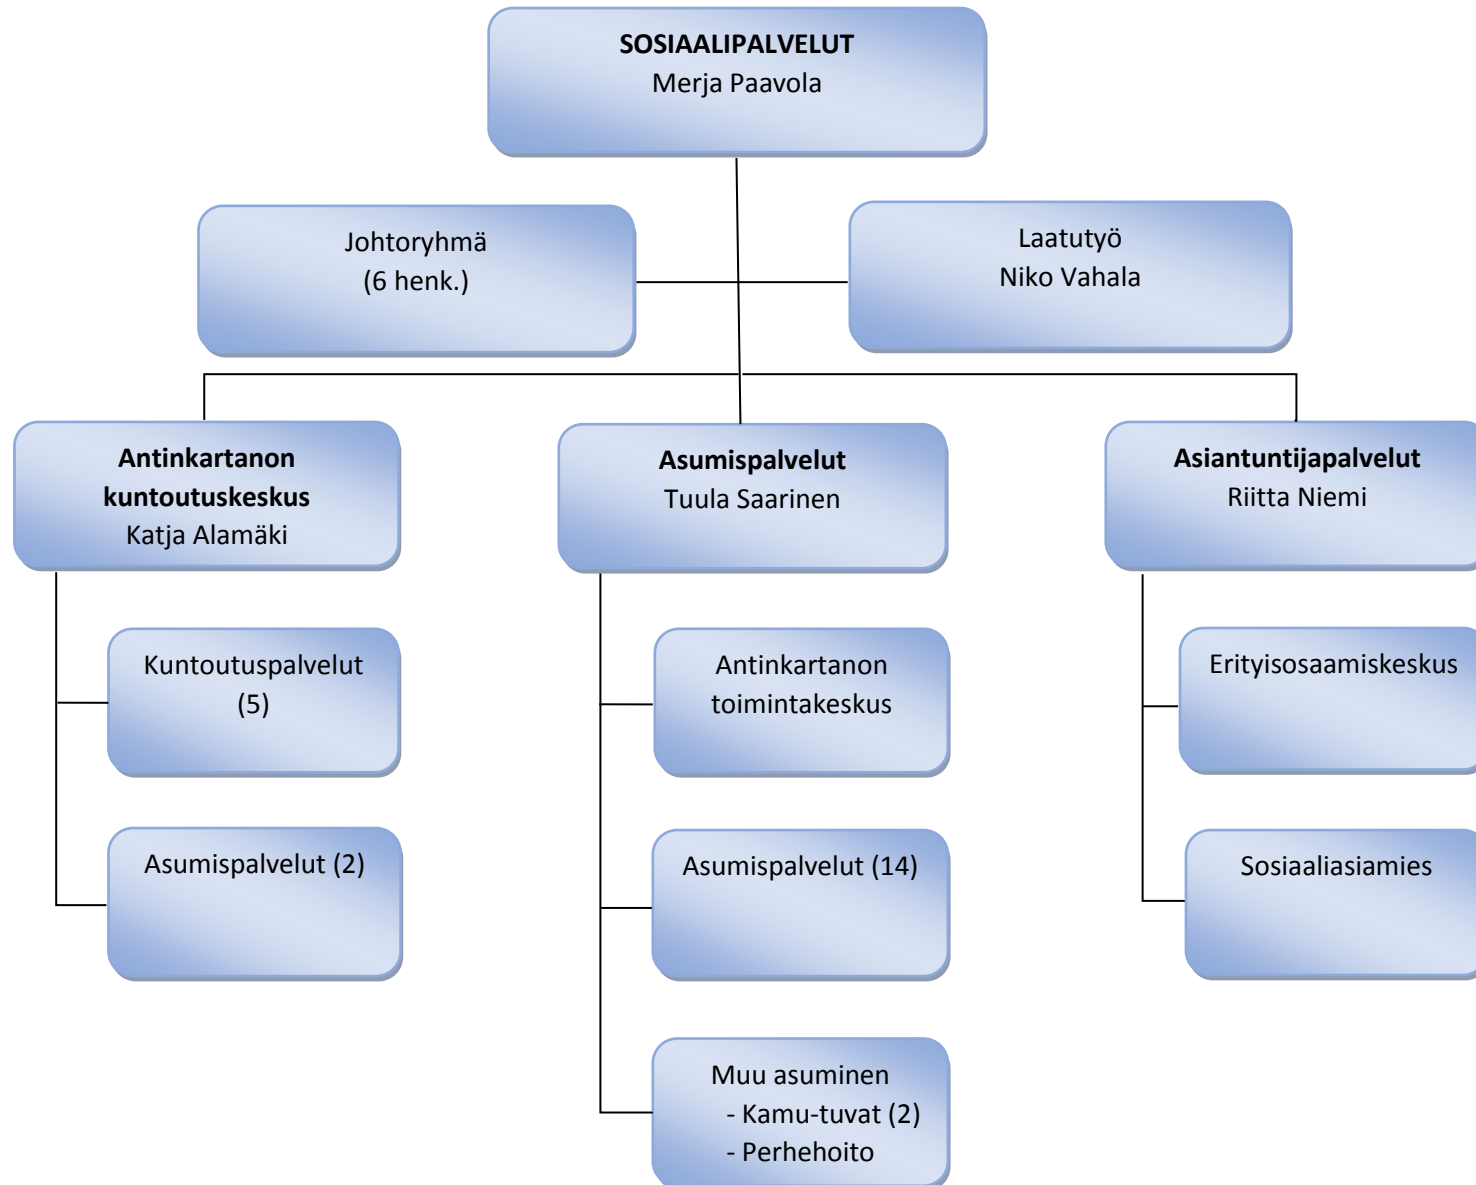 SOSIAALIPALVELUT
Merja Paavola
Johtoryhmä
(6 henk.)
Laatutyö
Niko Vahala
Antinkartanon
kuntoutuskeskus
Katja Alamäki
Asumispalvelut
Tuula Saarinen
Asiantuntijapalvelut
Riitta Niemi
Kuntoutuspalvelut
(5)
Antinkartanon
toimintakeskus
Erityisosaamiskeskus
Asumispalvelut (2)
Asumispalvelut (14)
Sosiaaliasiamies
Muu asuminen
- Kamu-tuvat (2)
- Perhehoito